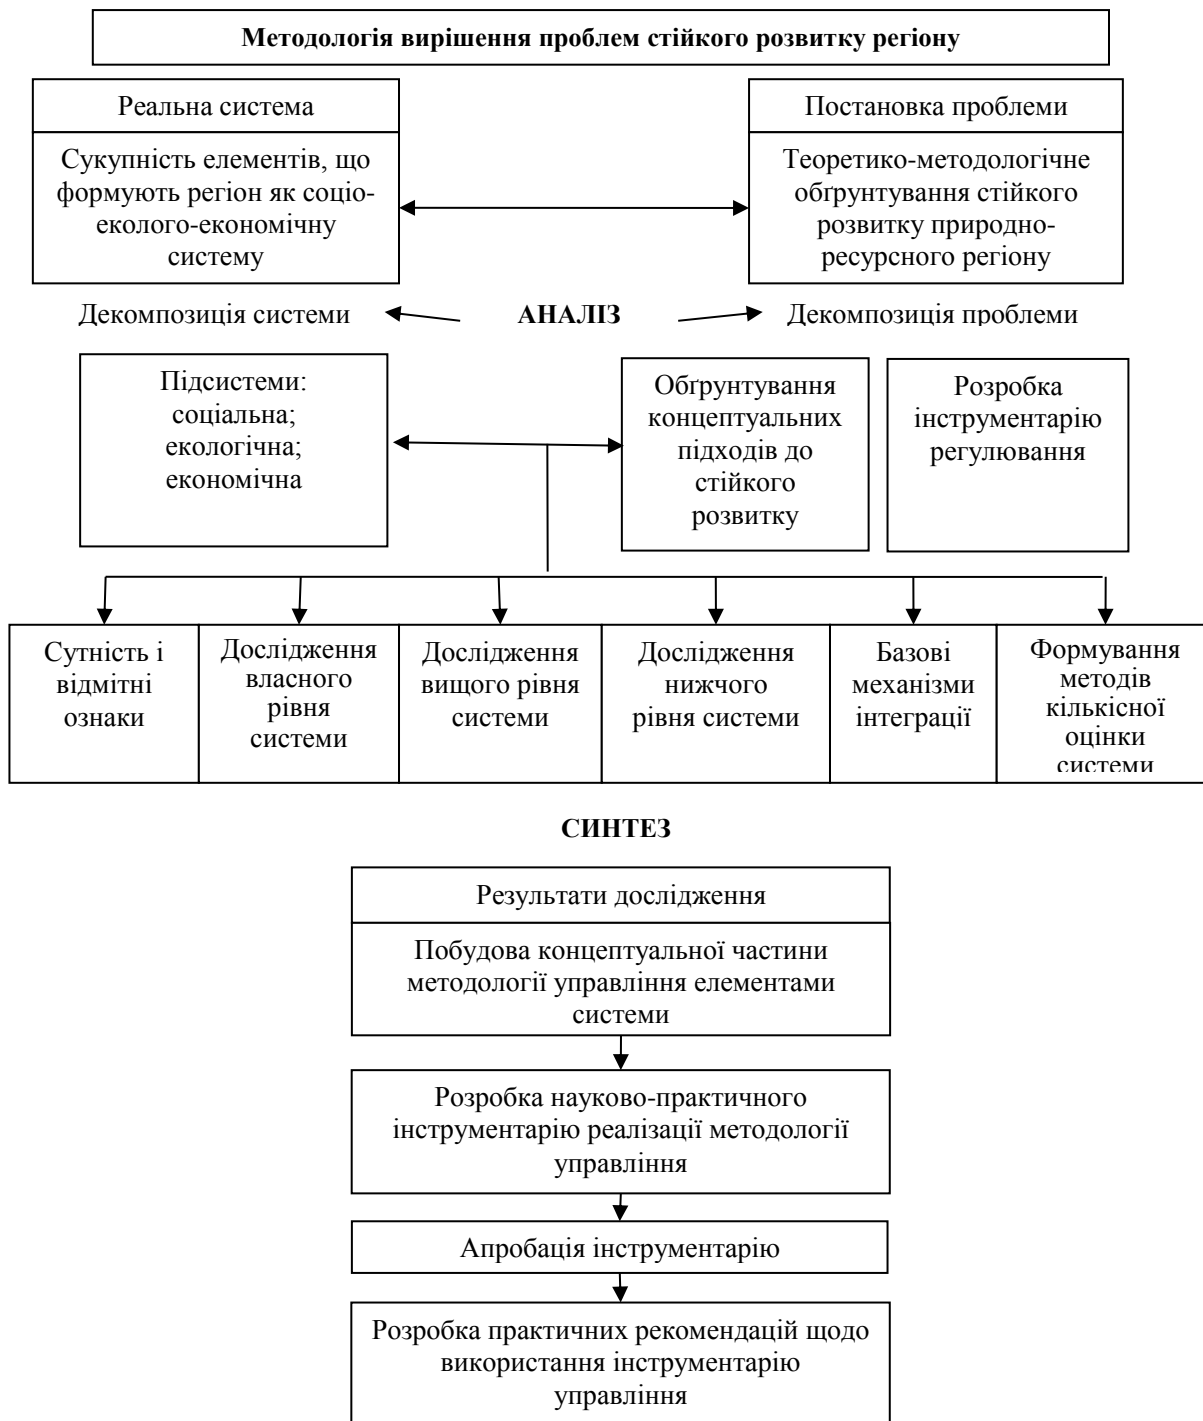 Методологія вирішення проблем стійкого розвитку регіону
Реальна система
Сукупність елементів, що
формують регіон як соціо-
еколого-економічну
систему
Постановка проблеми
Теоретико-методологічне
обґрунтування стійкого
розвитку природно-
ресурсного регіону
Декомпозиція системи
АНАЛІЗ
Декомпозиція проблеми
Підсистеми:
соціальна;
екологічна;
економічна
Обґрунтування
концептуальних
підходів до
стійкого
розвитку
Розробка
інструментарію
регулювання
Сутність і
відмітні
ознаки
Дослідження
власного
рівня
системи
Дослідження
вищого рівня
системи
Дослідження
нижчого
рівня системи
Базові
механізми
інтеграції
Формування
методів
кількісної
оцінки
системи
СИНТЕЗ
Результати дослідження
Побудова концептуальної частини
методології управління елементами
системи
Розробка науково-практичного
інструментарію реалізації методології
управління
Апробація інструментарію
Розробка практичних рекомендацій щодо
використання інструментарію
управління